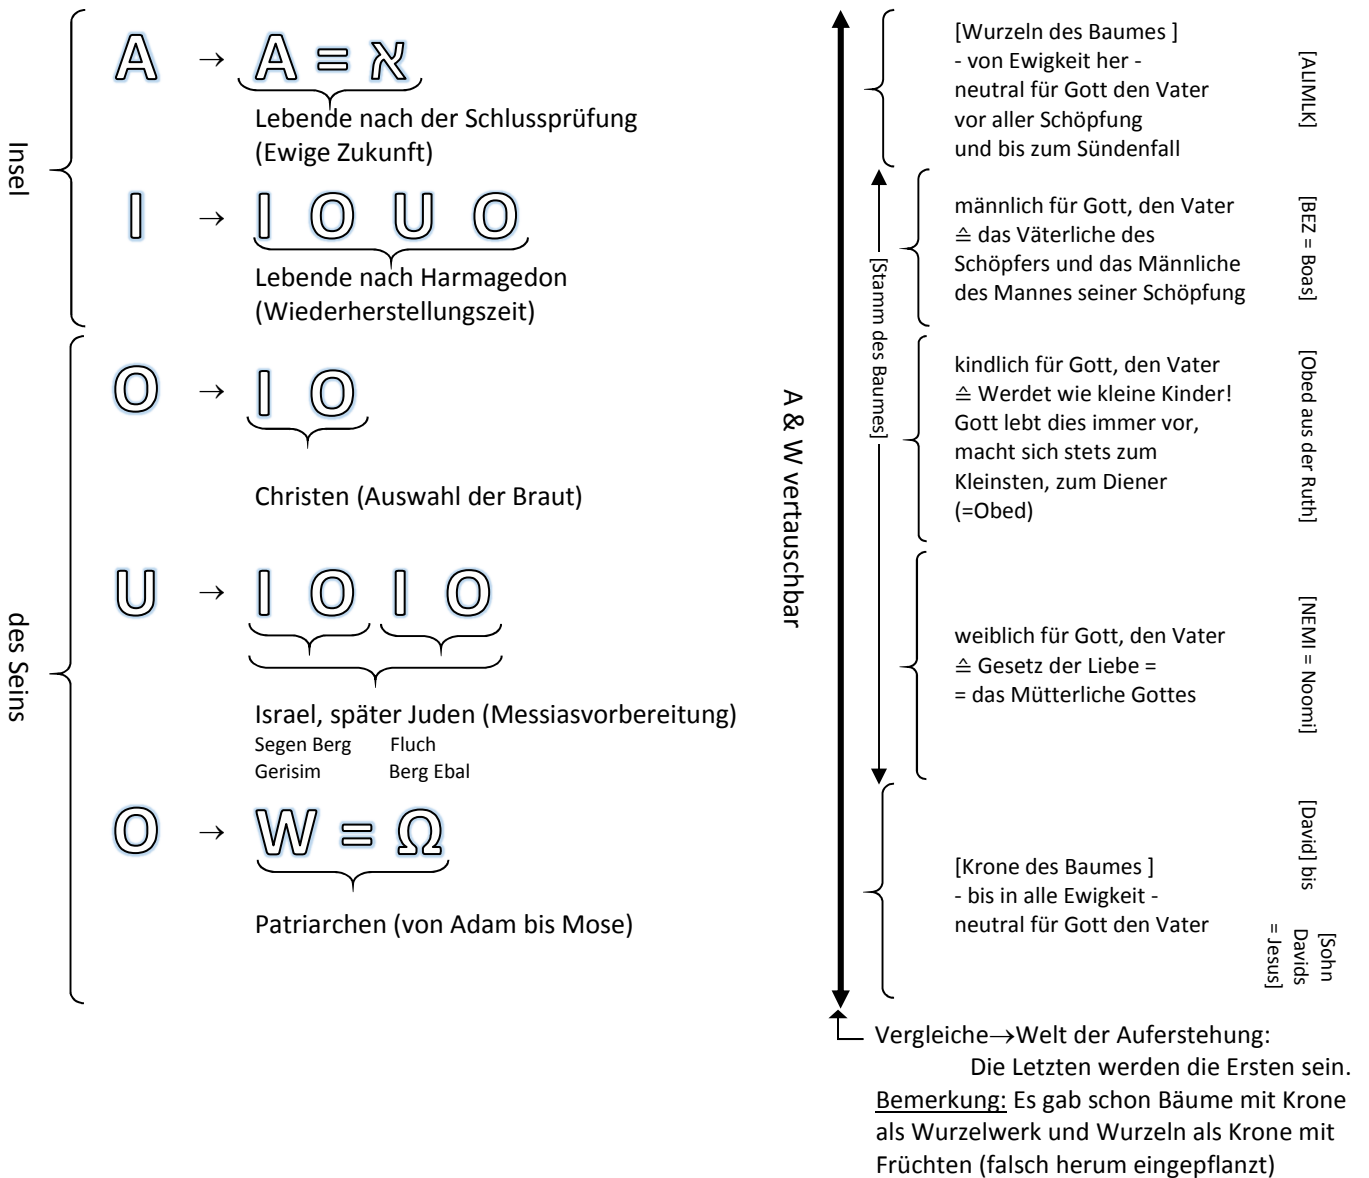 Insel
A → A = ℵ
Lebende nach der Schlussprüfung
(Ewige Zukunft)
I → I O U O
Lebende nach Harmagedon
(Wiederherstellungszeit)
des Seins
O → I O
Christen (Auswahl der Braut)
U → I O I O
Israel, später Juden (Messiasvorbereitung)
Segen Berg Fluch
Gerisim Berg Ebal
O → W = Ω
Patriarchen (von Adam bis Mose)
A & W vertauschbar
[Stamm des Baumes]
[Wurzeln des Baumes ]
- von Ewigkeit her -
neutral für Gott den Vater
vor aller Schöpfung
und bis zum Sündenfall
[ALIMLK]
männlich für Gott, den Vater
≙ das Väterliche des
Schöpfers und das Männliche
des Mannes seiner Schöpfung
[BEZ = Boas]
kindlich für Gott, den Vater
≙ Werdet wie kleine Kinder!
Gott lebt dies immer vor,
macht sich stets zum
Kleinsten, zum Diener
(=Obed)
[Obed aus der Ruth]
weiblich für Gott, den Vater
≙ Gesetz der Liebe =
= das Mütterliche Gottes
[NEMI = Noomi]
[Krone des Baumes ]
- bis in alle Ewigkeit -
neutral für Gott den Vater
[David] bis
[Sohn
Davids
= Jesus]
Vergleiche→Welt der Auferstehung:
Die Letzten werden die Ersten sein.
Bemerkung: Es gab schon Bäume mit Krone
als Wurzelwerk und Wurzeln als Krone mit
Früchten (falsch herum eingepflanzt)